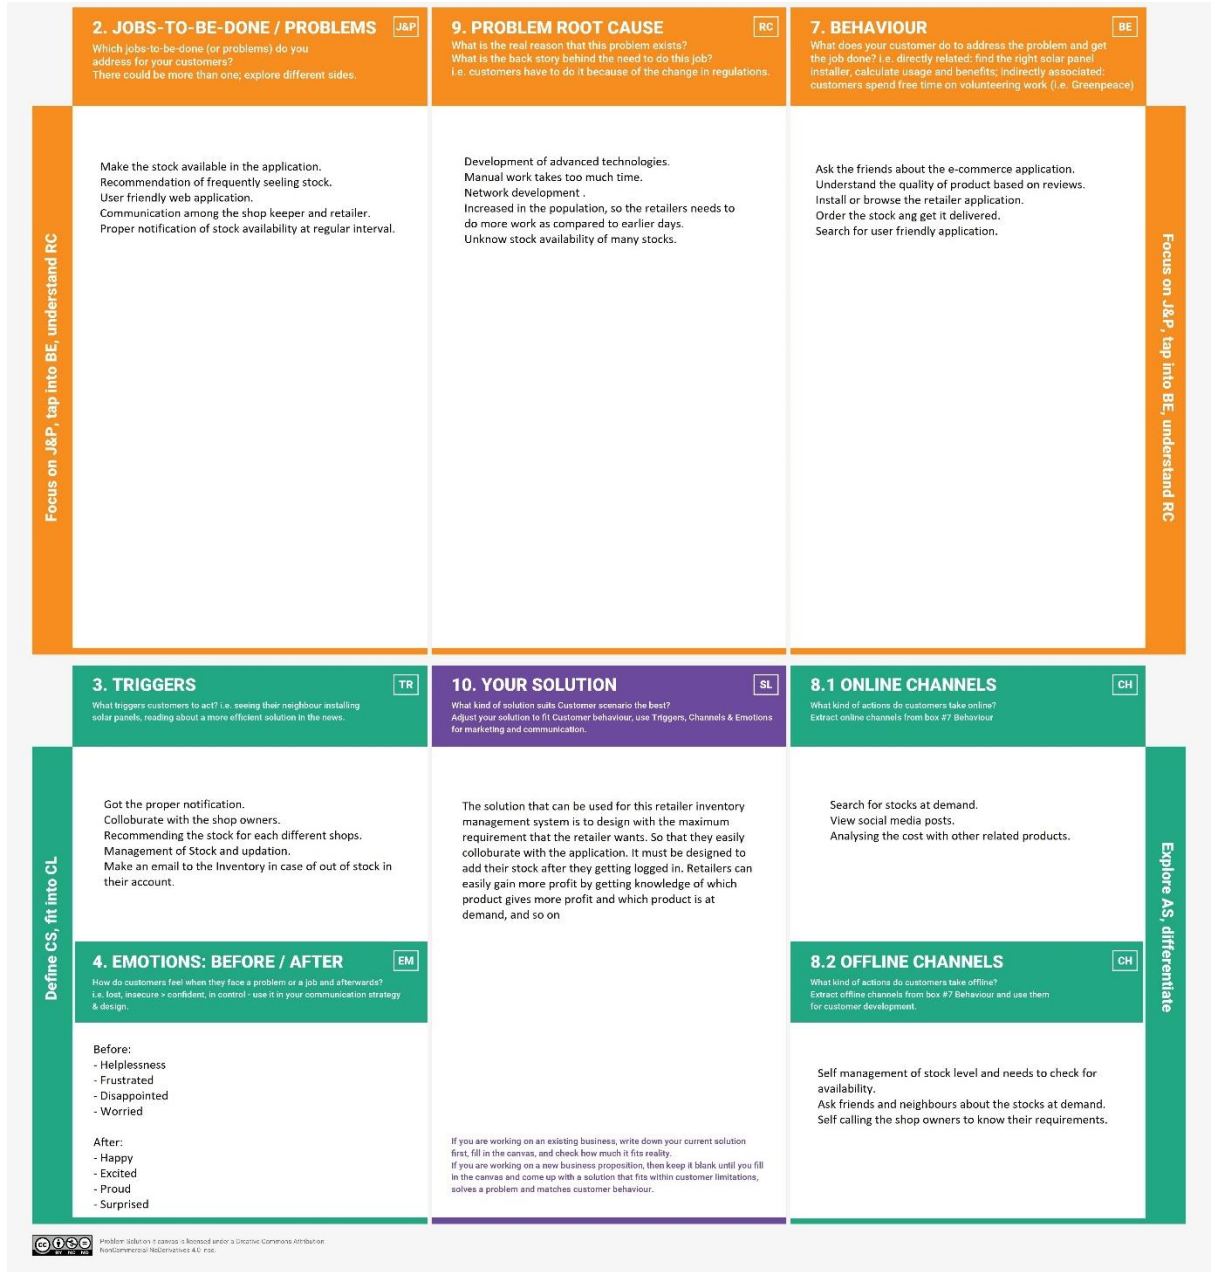 2. JOBS-TO-BE-DONE / PROBLEMS
J&P
Which jobs-to-be-done (or problems) do you
address for your customers?
There could be more than one; explore different sides.
9. PROBLEM ROOT CAUSE
RC
What is the real reason that this problem exists?
What is the back story behind the need to do this job?
i.e. customers have to do it because of the change in regulations.
7. BEHAVIOUR
BE
What does your customer do to address the problem and get
the job done? i.e. directly related: find the right solar panel
installer, calculate usage and benefits; indirectly associated:
customers spend free time on volunteering work (i.e. Greenpeace)
Focus on J&P, tap into BE, understand RC
Make the stock available in the application.
Recommendation of frequently seeling stock.
User friendly web application.
Communication among the shop keeper and retailer.
Proper notification of stock availability at regular interval.
Development of advanced technologies.
Manual work takes too much time.
Network development .
Increased in the population, so the retailers needs to
do more work as compared to earlier days.
Unknow stock availability of many stocks.
Ask the friends about the e-commerce application.
Understand the quality of product based on reviews.
Install or browse the retailer application.
Order the stock ang get it delivered.
Search for user friendly application.
Focus on J&P, tap into BE, understand RC
3. TRIGGERS
TR
What triggers customers to act? i.e. seeing their neighbour installing
solar panels, reading about a more efficient solution in the news.
10. YOUR SOLUTION
SL
What kind of solution suits Customer scenario the best?
Adjust your solution to fit Customer behaviour, use Triggers, Channels & Emotions
for marketing and communication.
8.1 ONLINE CHANNELS
CH
What kind of actions do customers take online?
Extract online channels from box #7 Behaviour
Define CS, fit into CL
Got the proper notification.
Colloburate with the shop owners.
Recommending the stock for each different shops.
Management of Stock and updation.
Make an email to the Inventory in case of out of stock in
their account.
The solution that can be used for this retailer inventory
management system is to design with the maximum
requirement that the retailer wants. So that they easily
colloburate with the application. It must be designed to
add their stock after they getting logged in. Retailers can
easily gain more profit by getting knowledge of which
product gives more profit and which product is at
demand, and so on
Search for stocks at demand.
View social media posts.
Analysing the cost with other related products.
Explore AS, differentiate
4. EMOTIONS: BEFORE / AFTER
EM
How do customers feel when they face a problem or a job and afterwards?
i.e. lost, insecure > confident, in control - use it in your communication strategy
& design.
8.2 OFFLINE CHANNELS
CH
What kind of actions do customers take offline?
Extract offline channels from box #7 Behaviour and use them
for customer development.
Before:
- Helplessness
- Frustrated
- Disappointed
- Worried
After:
- Happy
- Excited
- Proud
- Surprised
If you are working on an existing business, write down your current solution
first, fill in the canvas, and check how much it fits reality.
If you are working on a new business proposition, then keep it blank until you fill
in the canvas and come up with a solution that fits within customer limitations,
solves a problem and matches customer behaviour.
Self management of stock level and needs to check for
availability.
Ask friends and neighbours about the stocks at demand.
Self calling the shop owners to know their requirements.
cc
BY NC ND
Problem Solution fit canvas is licensed under a Creative Commons Attribution
NonCommercial NoDerivatives 4.0